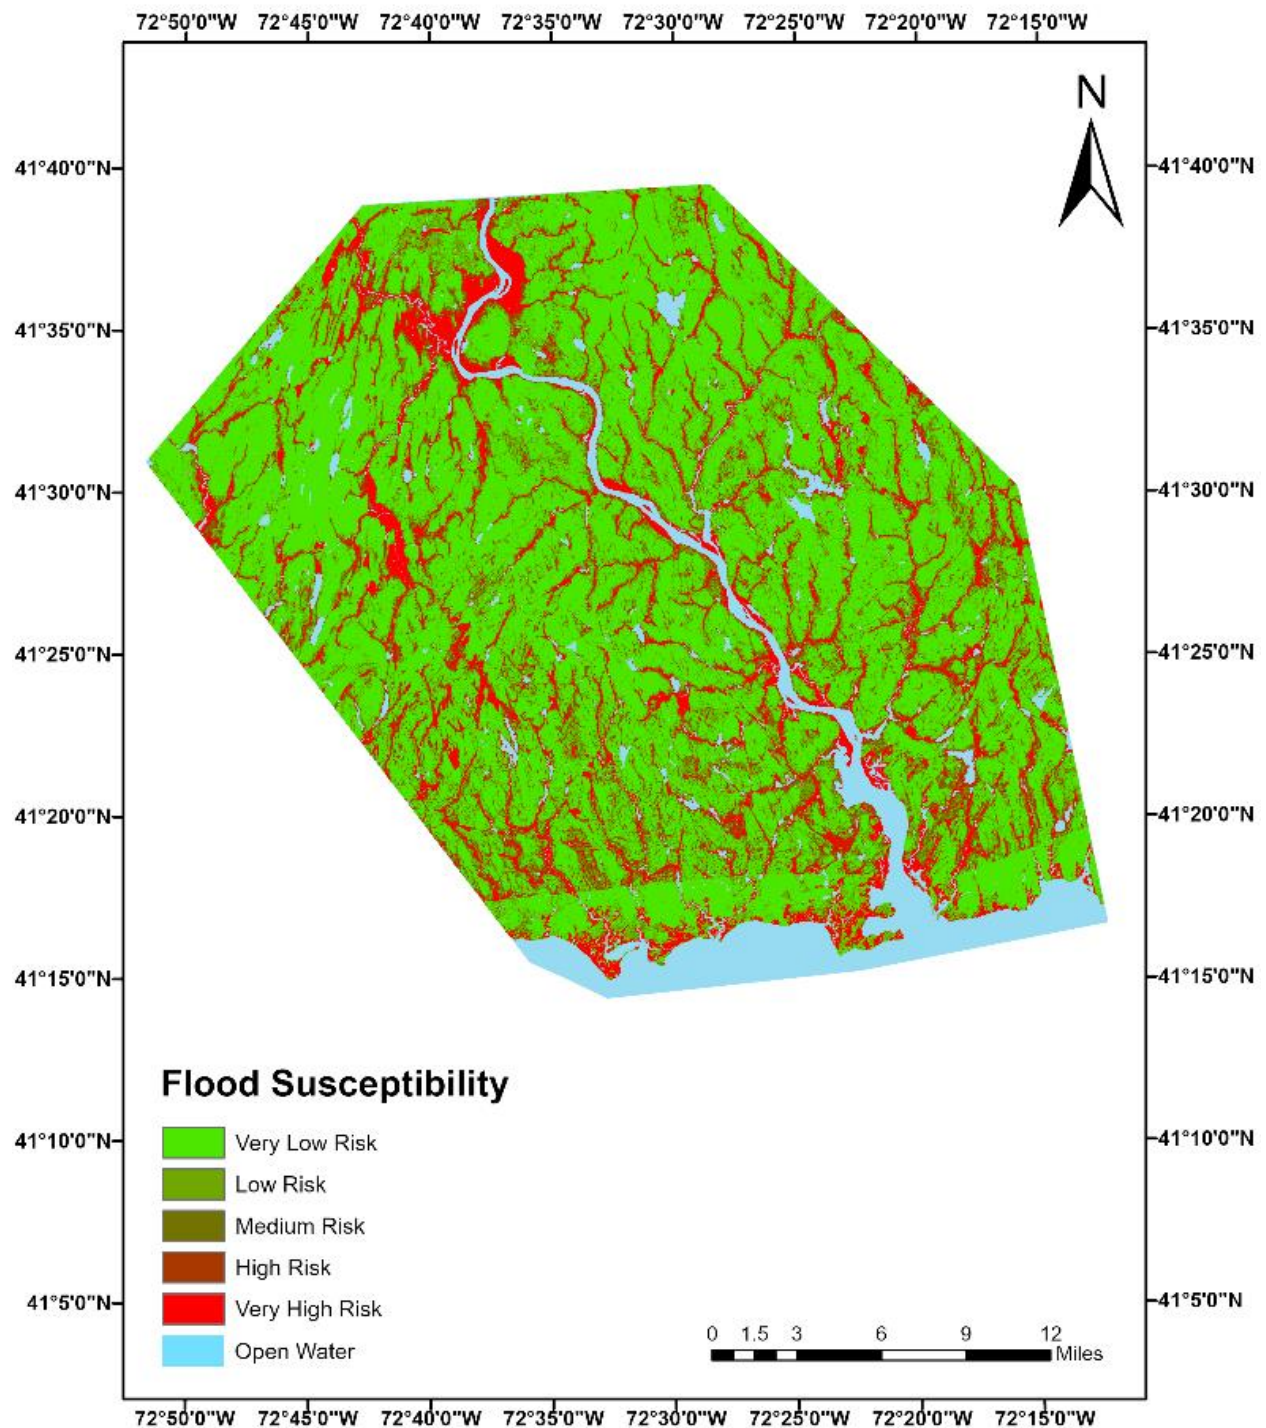 72°50'0"W 72°45'0"W 72°40'0"W 72°35'0"W 72°30'0"W 72°25'0"W 72°20'0"W 72°15'0"W
N
41°40'0"N 41°40'0"N
41°35'0"N 41°35'0"N
41°30'0"N 41°30'0"N
41°25'0"N 41°25'0"N
41°20'0"N 41°20'0"N
41°15'0"N 41°15'0"N
Flood Susceptibility
41°10'0"N 41°10'0"N
Very Low Risk
Low Risk
Medium Risk
High Risk
41°5'0"N 41°5'0"N
Very High Risk
Open Water
0 1.5 3 6 9 12
Miles
72°50'0"W 72°45'0"W 72°40'0"W 72°35'0"W 72°30'0"W 72°25'0"W 72°20'0"W 72°15'0"W